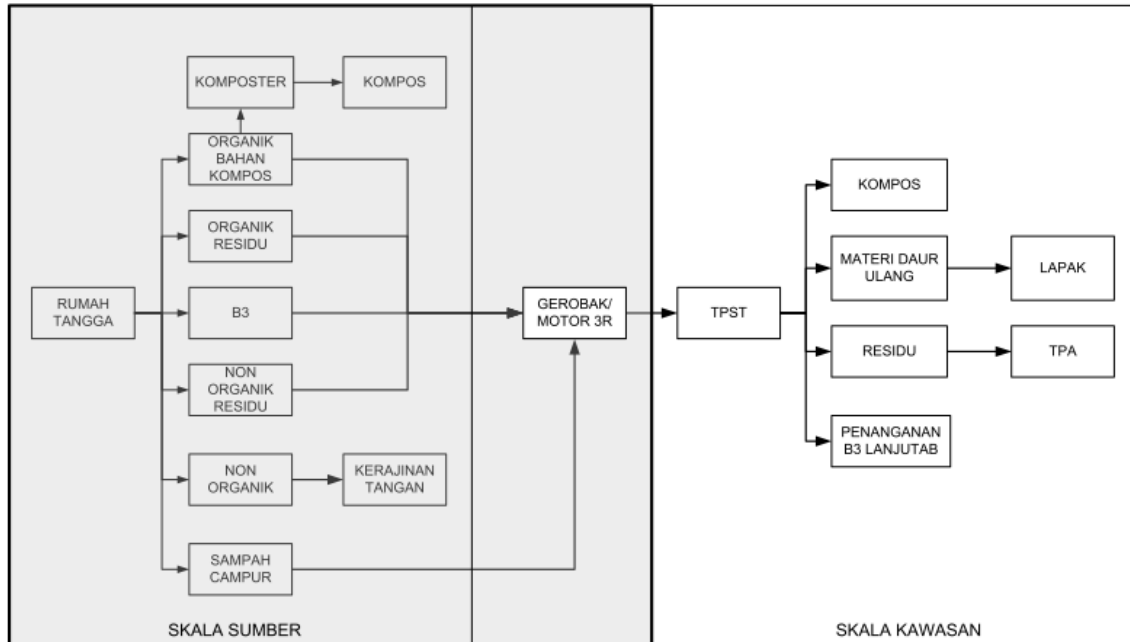 KOMPOSTER
KOMPOS
ORGANIK
BAHAN
KOMPOS
ORGANIK
RESIDU
RUMAH
TANGGA
B3
NON
ORGANIK
RESIDU
NON
ORGANIK
KERAJINAN
TANGAN
SAMPAH
CAMPUR
GEROBAK/
MOTOR 3R
TPST
KOMPOS
MATERI DAUR
ULANG
LAPAK
RESIDU
TPA
PENANGANAN
B3 LANJUTAB
SKALA SUMBER
SKALA KAWASAN